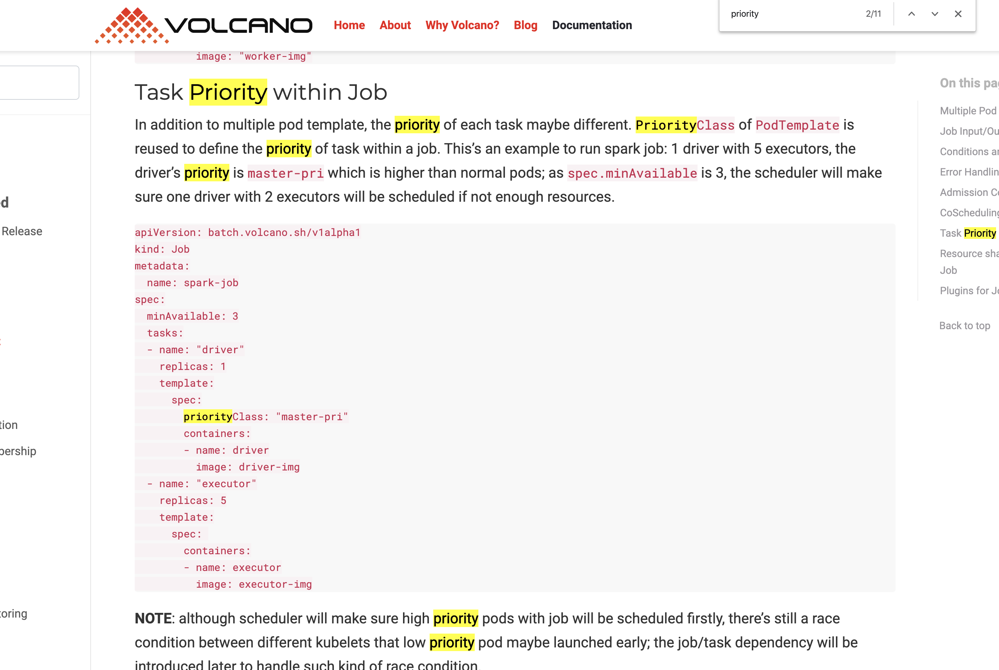 VOLCANO
Home About Why Volcano? Blog Documentation
priority 2/11
image: "worker-img"
Task Priority within Job
In addition to multiple pod template, the priority of each task maybe different. PriorityClass of PodTemplate is
reused to define the priority of task within a job. This’s an example to run spark job: 1 driver with 5 executors, the
driver’s priority is master-pri which is higher than normal pods; as spec.minAvailable is 3, the scheduler will make
sure one driver with 2 executors will be scheduled if not enough resources.
apiVersion: batch.volcano.sh/v1alpha1
kind: Job
metadata:
  name: spark-job
spec:
  minAvailable: 3
  tasks:
  - name: "driver"
    replicas: 1
    template:
      spec:
        priorityClass: "master-pri"
        containers:
        - name: driver
          image: driver-img
  - name: "executor"
    replicas: 5
    template:
      spec:
        containers:
        - name: executor
          image: executor-img
NOTE: although scheduler will make sure high priority pods with job will be scheduled firstly, there’s still a race
condition between different kubelets that low priority pod maybe launched early; the job/task dependency will be
introduced later to handle such kind of race condition.
ed
Release
tion
bership
toring
On this pag
Multiple Pod
Job Input/Ou
Conditions an
Error Handlin
Admission Co
CoScheduling
Task Priority
Resource sha
Job
Plugins for Jo
Back to top